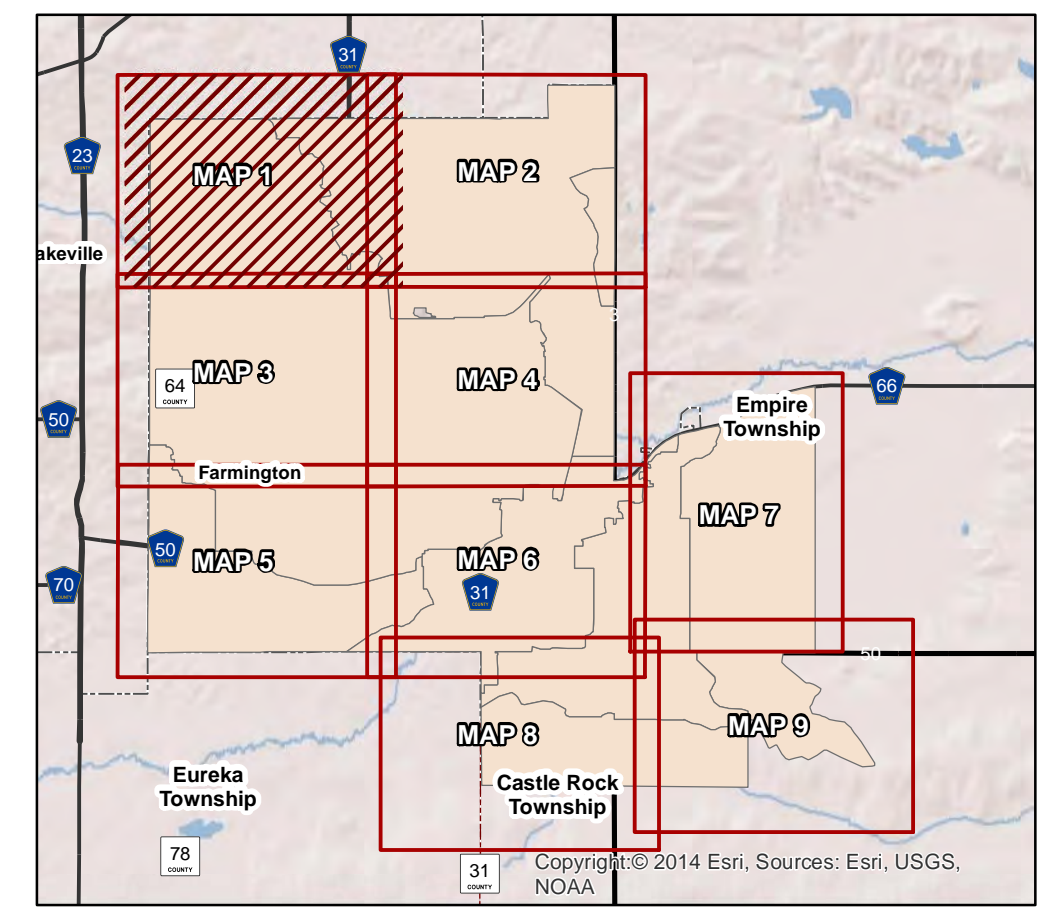 31
COUNTY
23
COUNTY
MAP 1
MAP 2
akeville
3
MAP 3
MAP 4
64
COUNTY
66
COUNTY
50
COUNTY
Empire
Township
Farmington
MAP 7
50
COUNTY
MAP 5
MAP 6
70
COUNTY
31
COUNTY
50
MAP 8
MAP 9
Eureka
Township
Castle Rock
Township
78
COUNTY
31
COUNTY
Copyright:© 2014 Esri, Sources: Esri, USGS,
NOAA